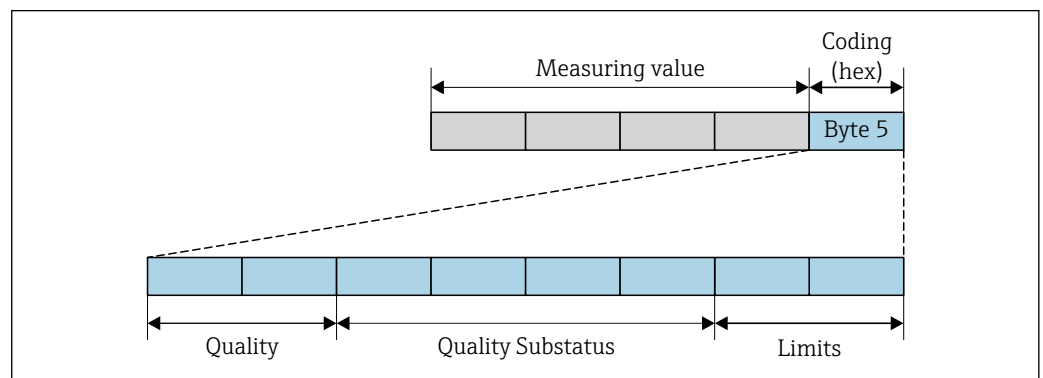 Coding
(hex)
Measuring value
Byte 5
Quality
Quality Substatus
Limits